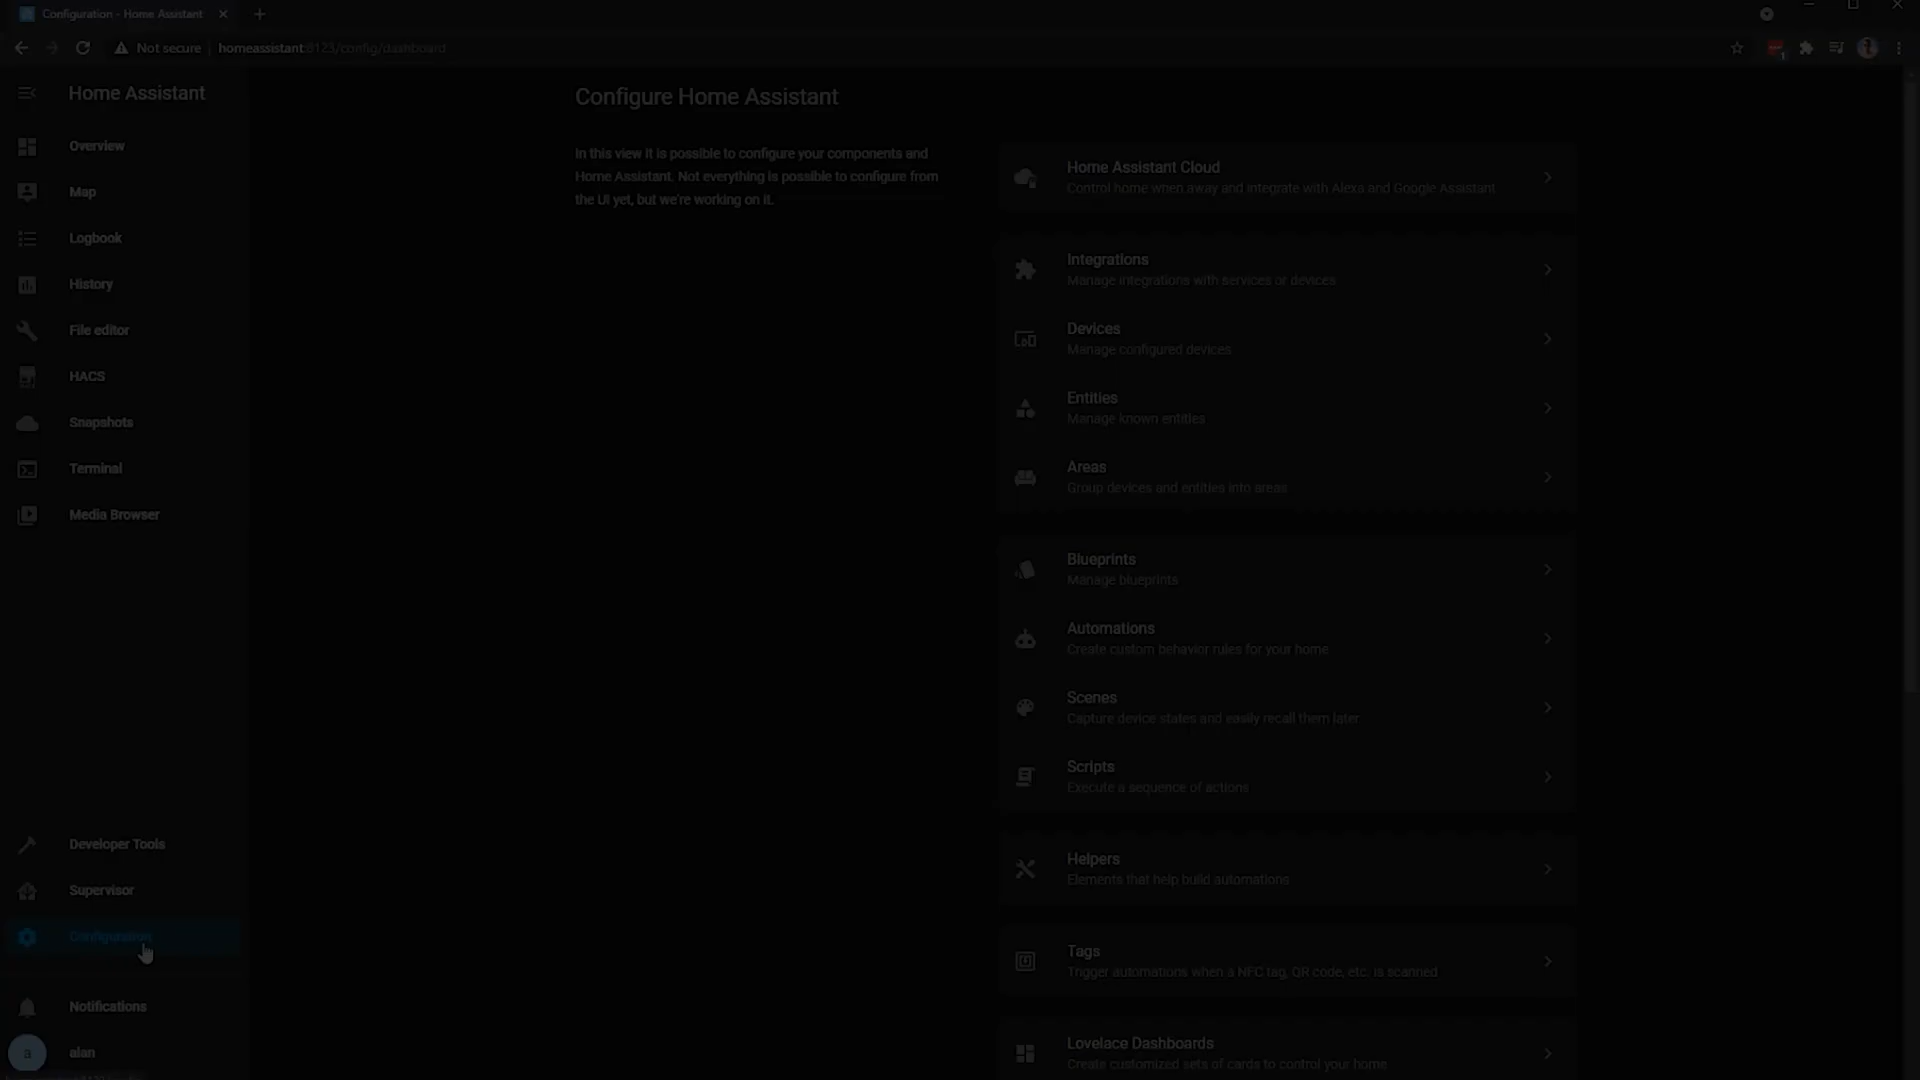 Configuration - Home Assistant
Not secure
homeassistant:8123/config/dashboard
1
Home Assistant
Overview
Map
Logbook
History
File editor
HACS
Snapshots
Terminal
Media Browser
Developer Tools
Supervisor
Configuration
Notifications
a
alan
Configure Home Assistant
In this view it is possible to configure your components and
Home Assistant. Not everything is possible to configure from
the UI yet, but we're working on it.
Home Assistant Cloud
Control home when away and integrate with Alexa and Google Assistant
Integrations
Manage integrations with services or devices
Devices
Manage configured devices
Entities
Manage known entities
Areas
Group devices and entities into areas
Blueprints
Manage blueprints
Automations
Create custom behavior rules for your home
Scenes
Capture device states and easily recall them later
Scripts
Execute a sequence of actions
Helpers
Elements that help build automations
Tags
Trigger automations when a NFC tag, QR code, etc. is scanned
Lovelace Dashboards
Create customized sets of cards to control your home